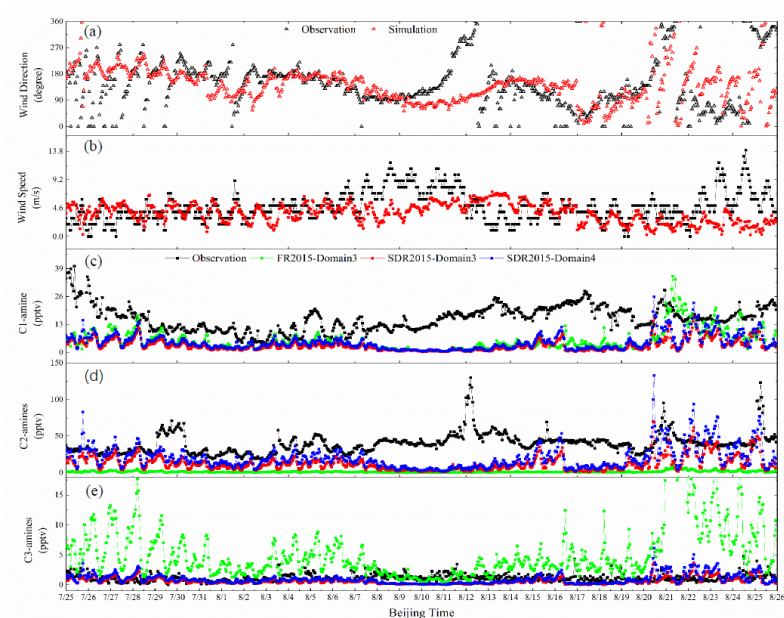 (a) Observation Simulation
Wind Direction
(degree)
360
270
180
90
0
(b)
Wind Speed
(m/s)
13.8
9.2
4.6
0.0
Observation FR2015-Domain3 SDR2015-Domain3 SDR2015-Domain4
(c)
C1-amine
(pptv)
39
26
13
0
(d)
C2-amines
(pptv)
150
100
50
0
(e)
C3-amines
(pptv)
15
10
5
0
7/25 7/26 7/27 7/28 7/29 7/30 7/31 8/1 8/2 8/3 8/4 8/5 8/6 8/7 8/8 8/9 8/10 8/11 8/12 8/13 8/14 8/15 8/16 8/17 8/18 8/19 8/20 8/21 8/22 8/23 8/24 8/25 8/26
Beijing Time